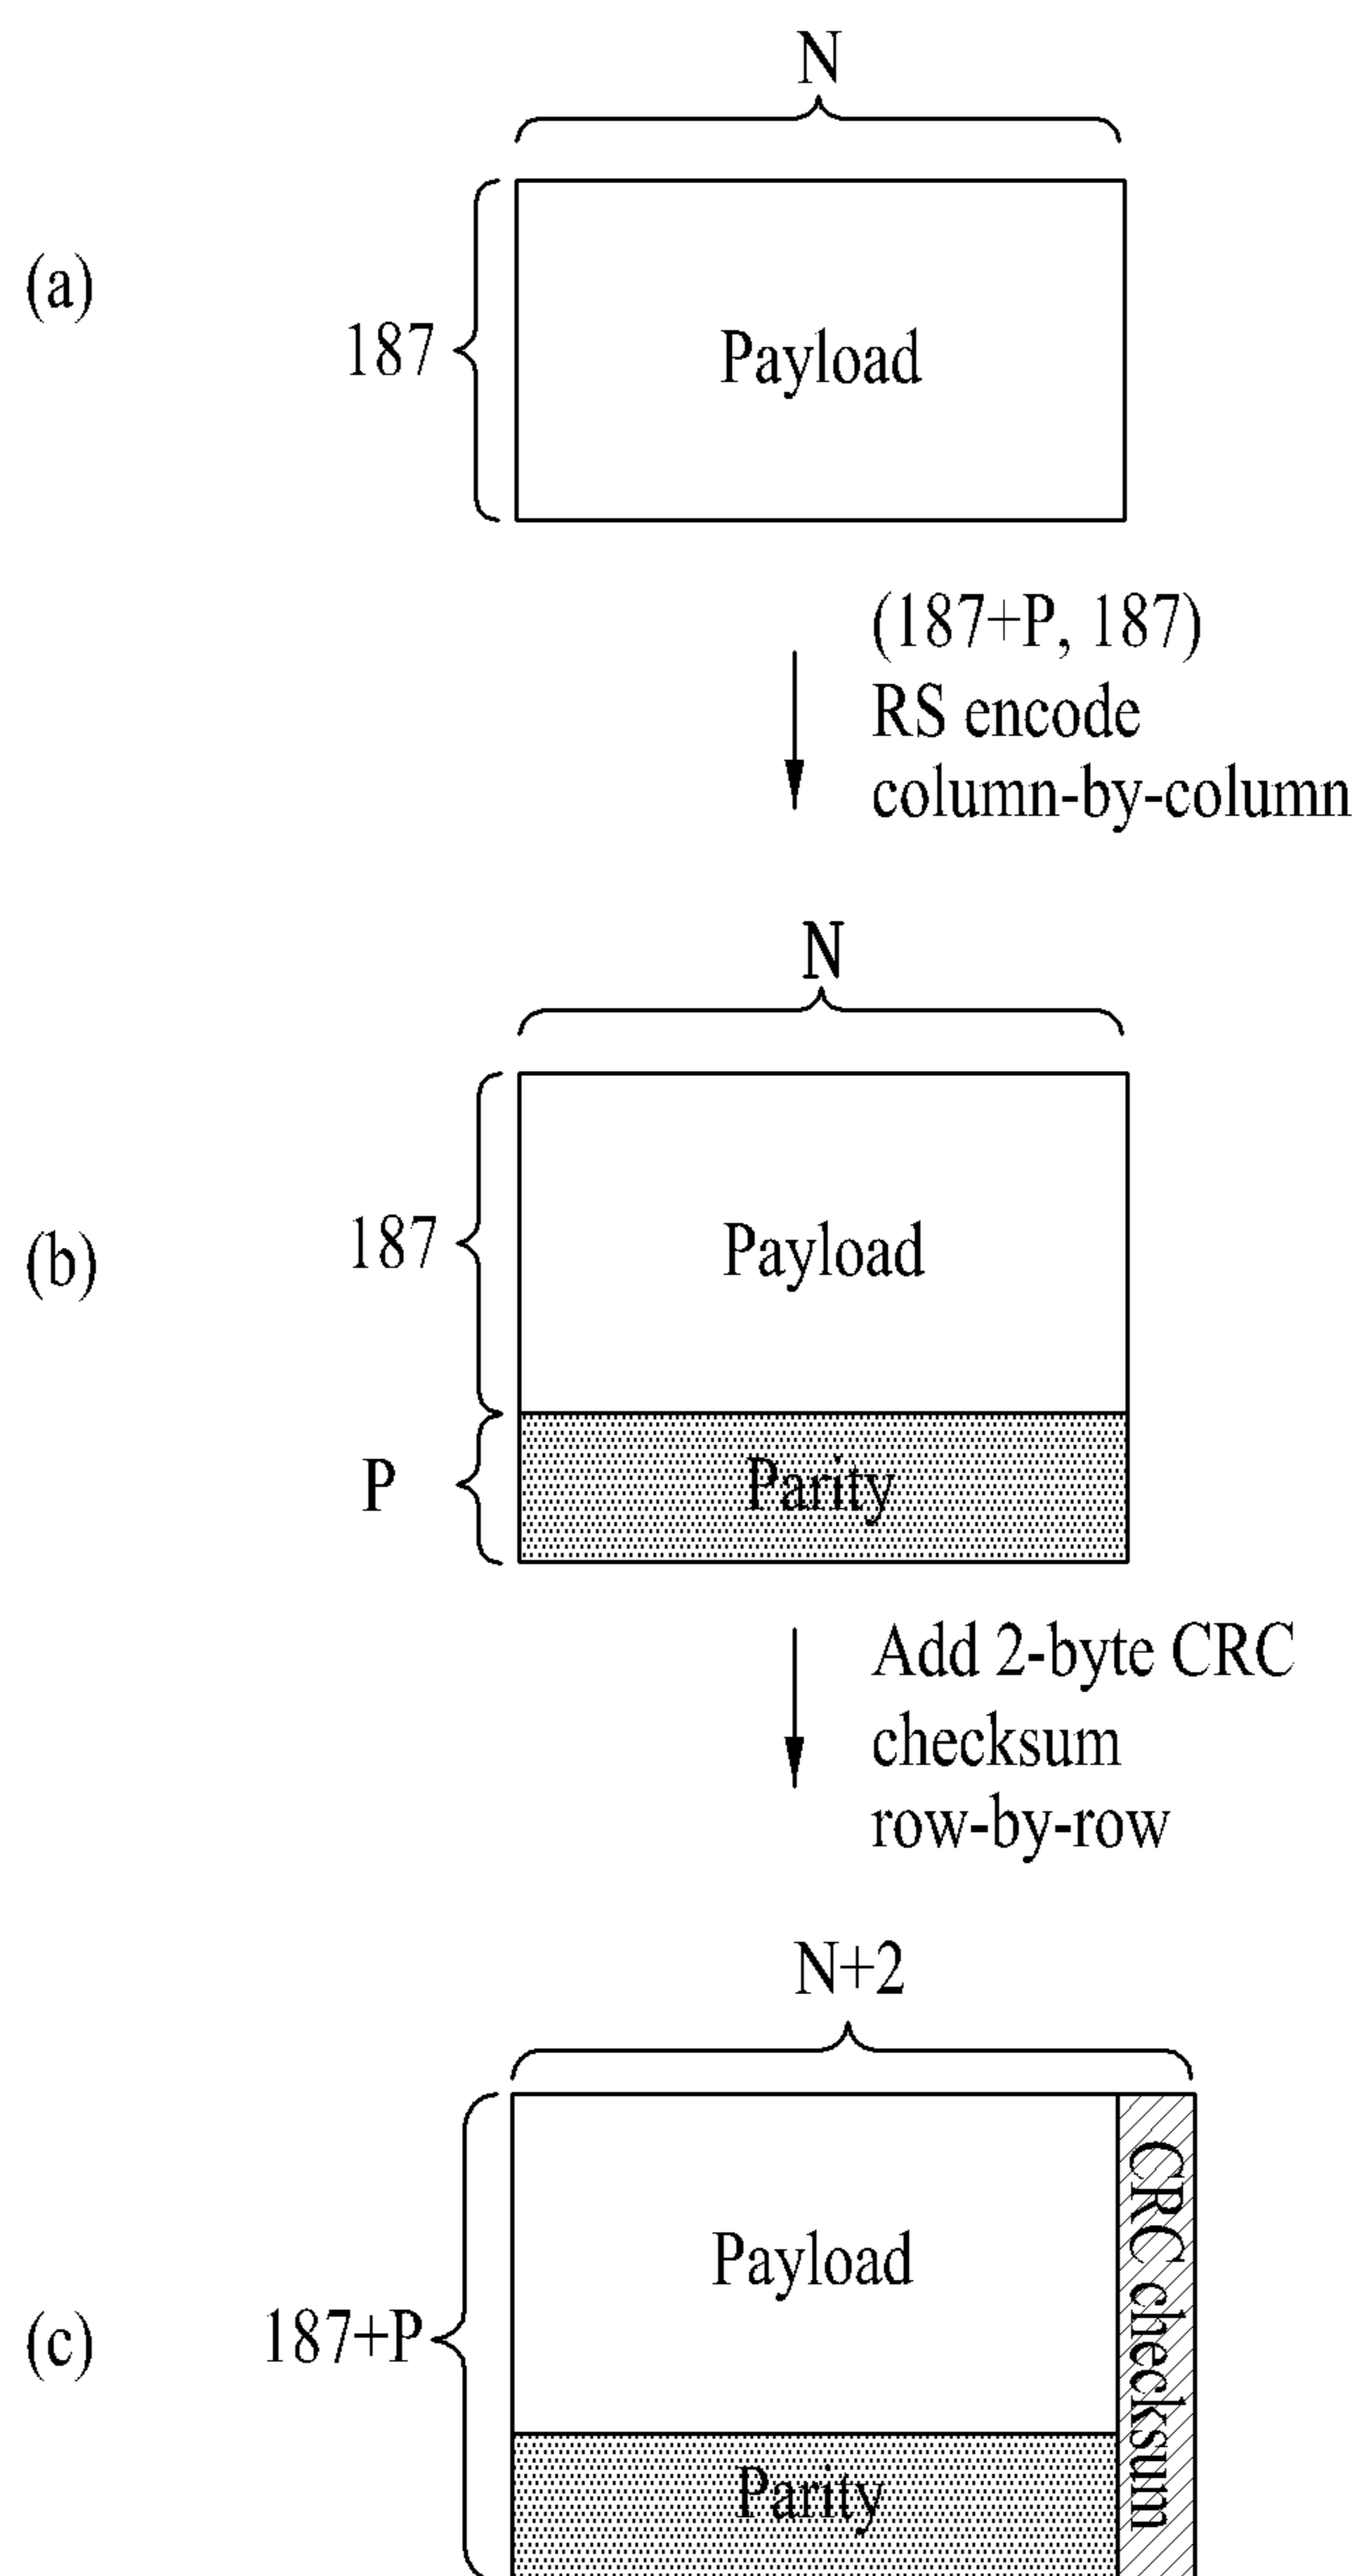 N
(a)
187
Payload
(187+P, 187)
RS encode
column-by-column
N
(b)
187
Payload
P
Parity
Add 2-byte CRC
checksum
row-by-row
N+2
(c)
187+P
Payload
CRC checksum
Parity